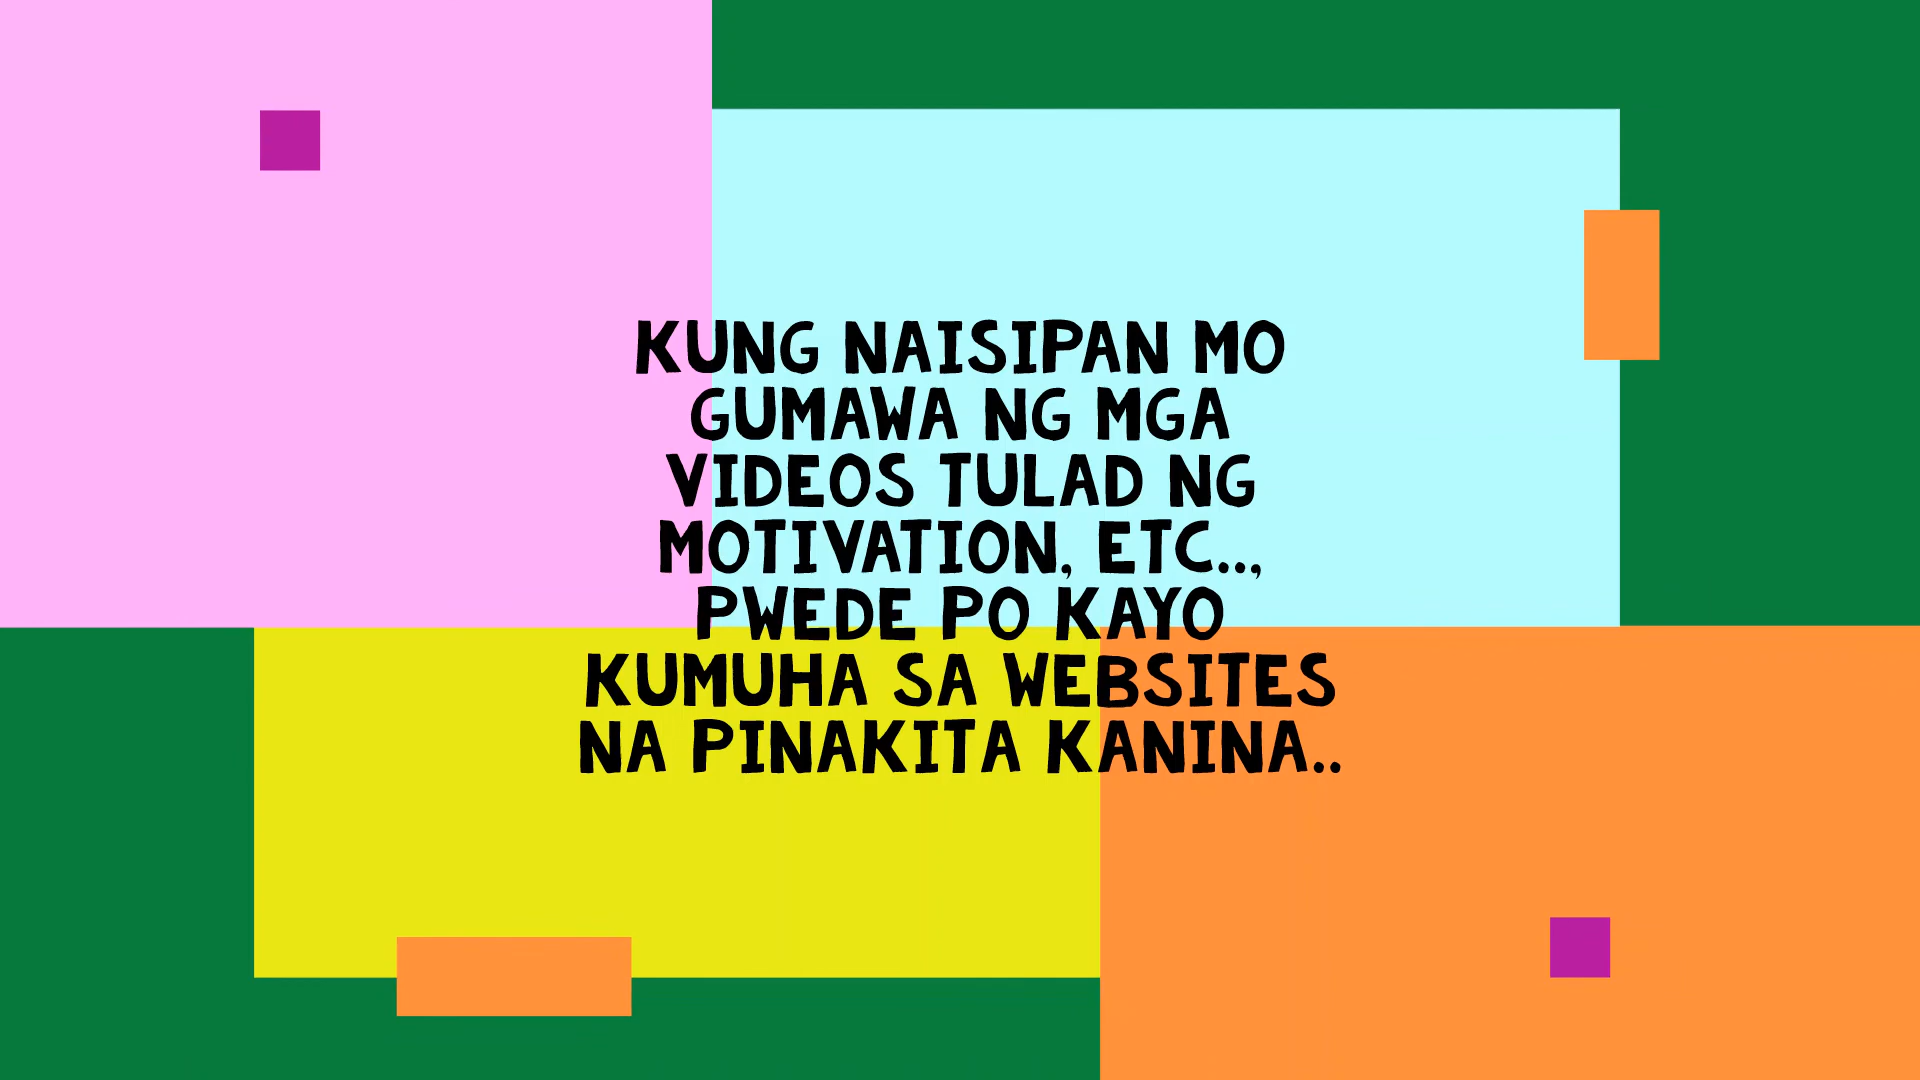 KUNG NAISIPAN MO
GUMAWA NG MGA
VIDEOS TULAD NG
MOTIVATION, ETC..,
PWEDE PO KAYO
KUMUHA SA WEBSITES
NA PINAKITA KANINA..